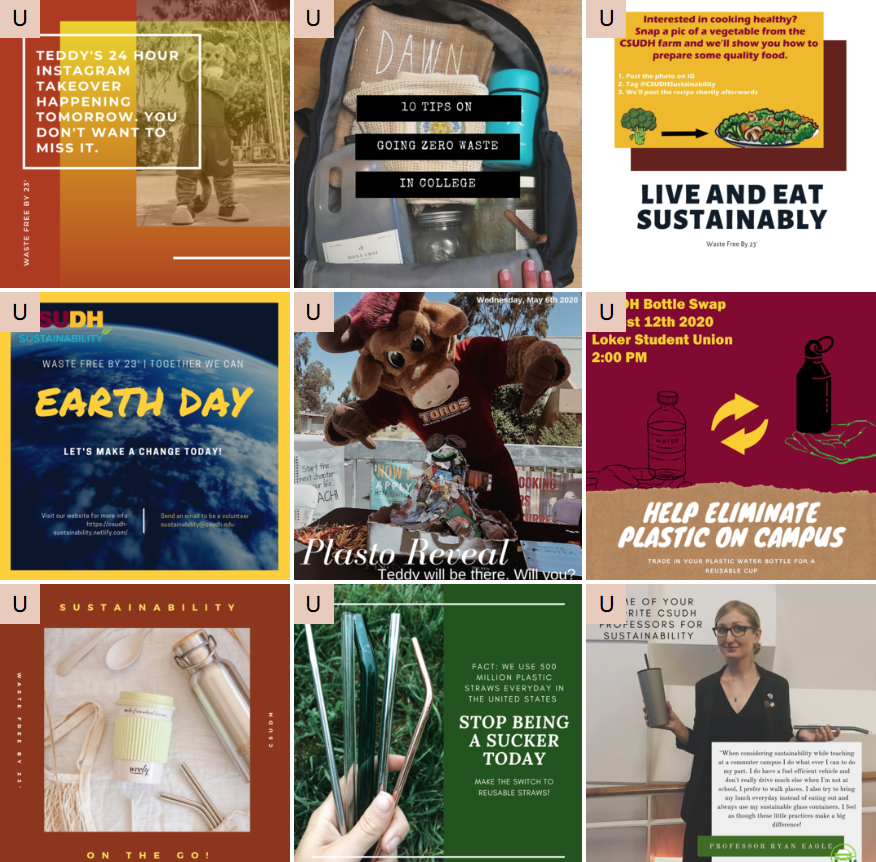 U
TEDDY'S 24 HOUR
INSTAGRAM
TAKEOVER
HAPPENING
TOMORROW. YOU
DON'T WANT TO
MISS IT.
WASTE FREE BY 23'
U
DAWN
10 TIPS ON
GOING ZERO WASTE
IN COLLEGE
U
Interested in cooking healthy?
Snap a pic of a vegetable from the
CSUDH farm and we'll show you how to
prepare some quality food.
1. Post the photo on IG
2. Tag @CSUDHSustainability
3. We'll post the recipe shortly afterwards
LIVE AND EAT
SUSTAINABLY
Waste Free By 23'
U
SUDH
SUSTAINABILITY
WASTE FREE BY 23' | TOGETHER WE CAN
EARTH DAY
LET'S MAKE A CHANGE TODAY!
Visit our website for more info
https://csudh-
sustainability.netlify.com/
Send an email to be a volunteer
sustainability@csudh.edu
U
Wednesday, May 6th 2020
TOROS
Start the
next chapter
your life.
NOW
APPLY
Plasto Reveal
Teddy will be there. Will you?
U
DH Bottle Swap
st 12th 2020
Loker Student Union
2:00 PM
WATER
HELP ELIMINATE
PLASTIC ON CAMPUS
TRADE IN YOUR PLASTIC WATER BOTTLE FOR A
REUSABLE CUP
U
SUSTAINABILITY
WASTE FREE BY 23'
CSUDH
ON THE GO!
U
FACT: WE USE 500
MILLION PLASTIC
STRAWS EVERYDAY IN
THE UNITED STATES
STOP BEING
A SUCKER
TODAY
MAKE THE SWITCH TO
REUSABLE STRAWS!
U
ME OF YOUR
ORITE CSUDH
PROFESSORS FOR
SUSTAINABILITY
"When considering sustainability while teaching
at a commuter campus I do what ever I can to do
my part. I do have a fuel efficient vehicle and
don't really drive much else when I'm not at
school, I prefer to walk places. I also try to bring
my lunch everyday instead of eating out and
always use my sustainable glass containers. I feel
as though these little practices make a big
difference!
PROFESSOR RYAN EAGLE